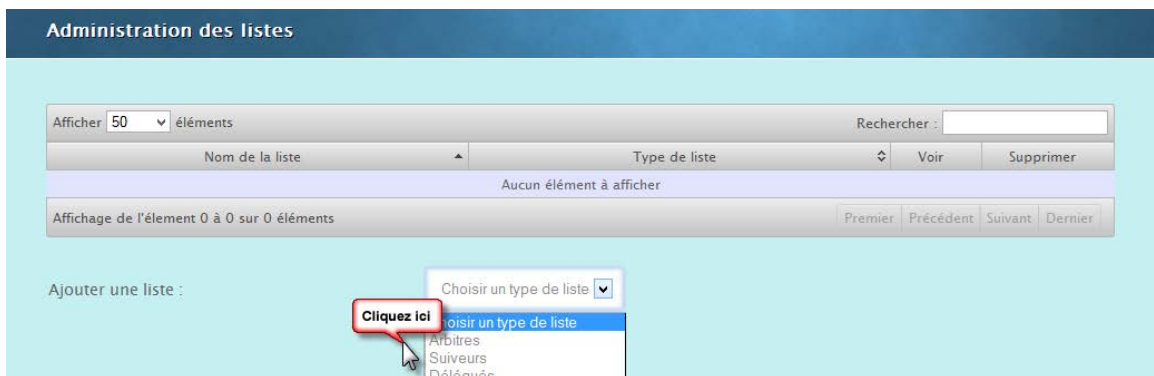 Administration des listes
Afficher 50 éléments Rechercher :
Nom de la liste Type de liste Voir Supprimer
Aucun élément à afficher
Affichage de l'élement 0 à 0 sur 0 éléments Premier Précédent Suivant Dernier
Ajouter une liste : Choisir un type de liste
Cliquez ici hoisir un type de liste
Arbitres
Suiveurs
Délégués